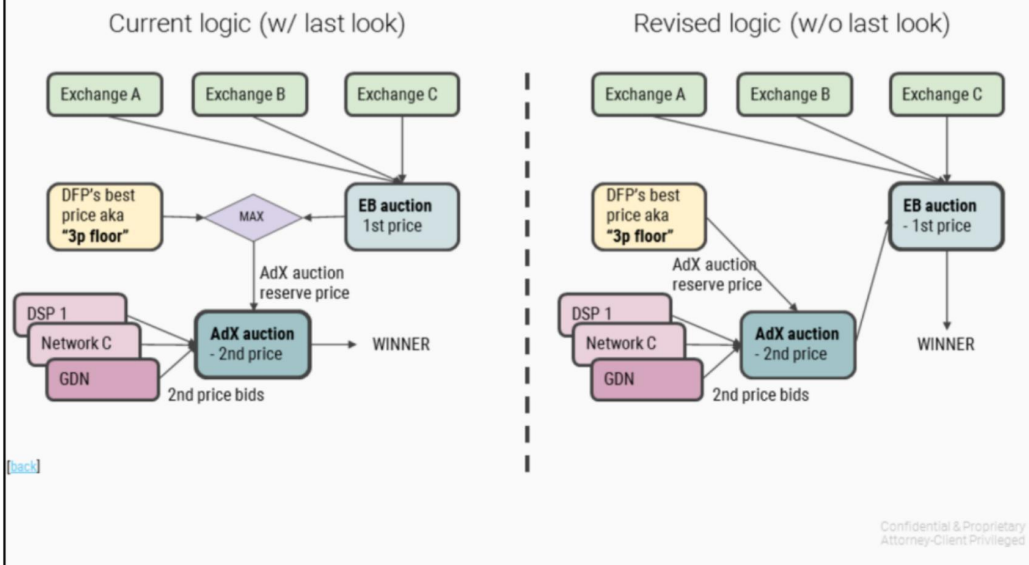 Current logic (w/ last look)
Exchange A
Exchange B
Exchange C
DFP's best
price aka
"3p floor"
MAX
EB auction
1st price
AdX auction
reserve price
DSP 1
Network C
GDN
AdX auction
- 2nd price
WINNER
2nd price bids
[back]
Revised logic (w/o last look)
Exchange A
Exchange B
Exchange C
DFP's best
price aka
"3p floor"
EB auction
- 1st price
AdX auction
reserve price
DSP 1
Network C
GDN
AdX auction
- 2nd price
WINNER
2nd price bids
Confidential & Proprietary
Attorney-Client Privileged